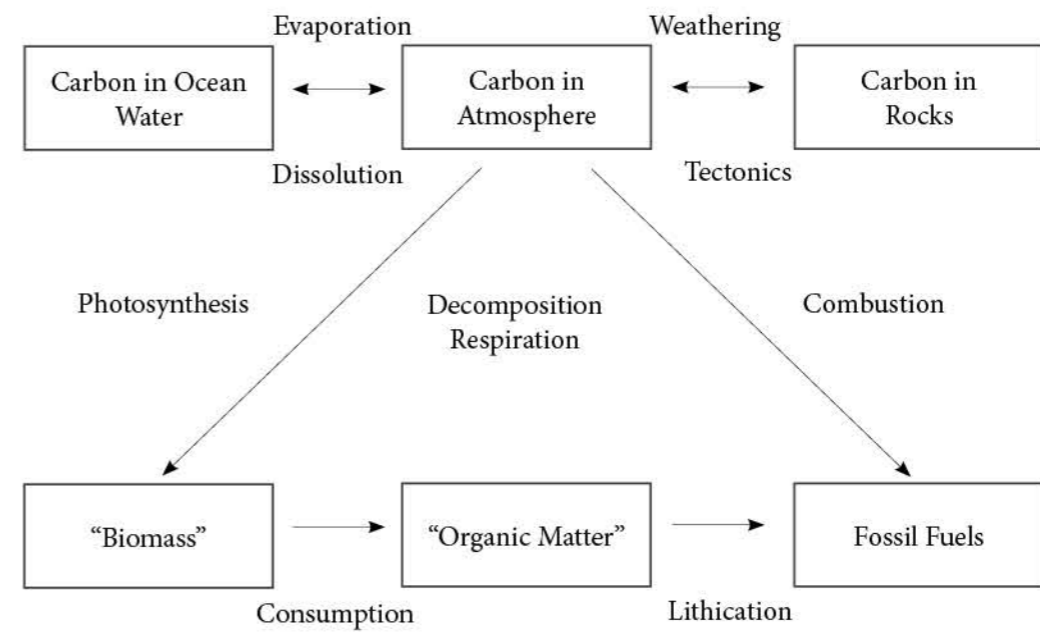 Evaporation
Weathering
Carbon in Ocean
Water
Carbon in
Atmosphere
Carbon in
Rocks
Dissolution
Tectonics
Photosynthesis
Decomposition
Respiration
Combustion
“Biomass”
“Organic Matter”
Fossil Fuels
Consumption
Lithication